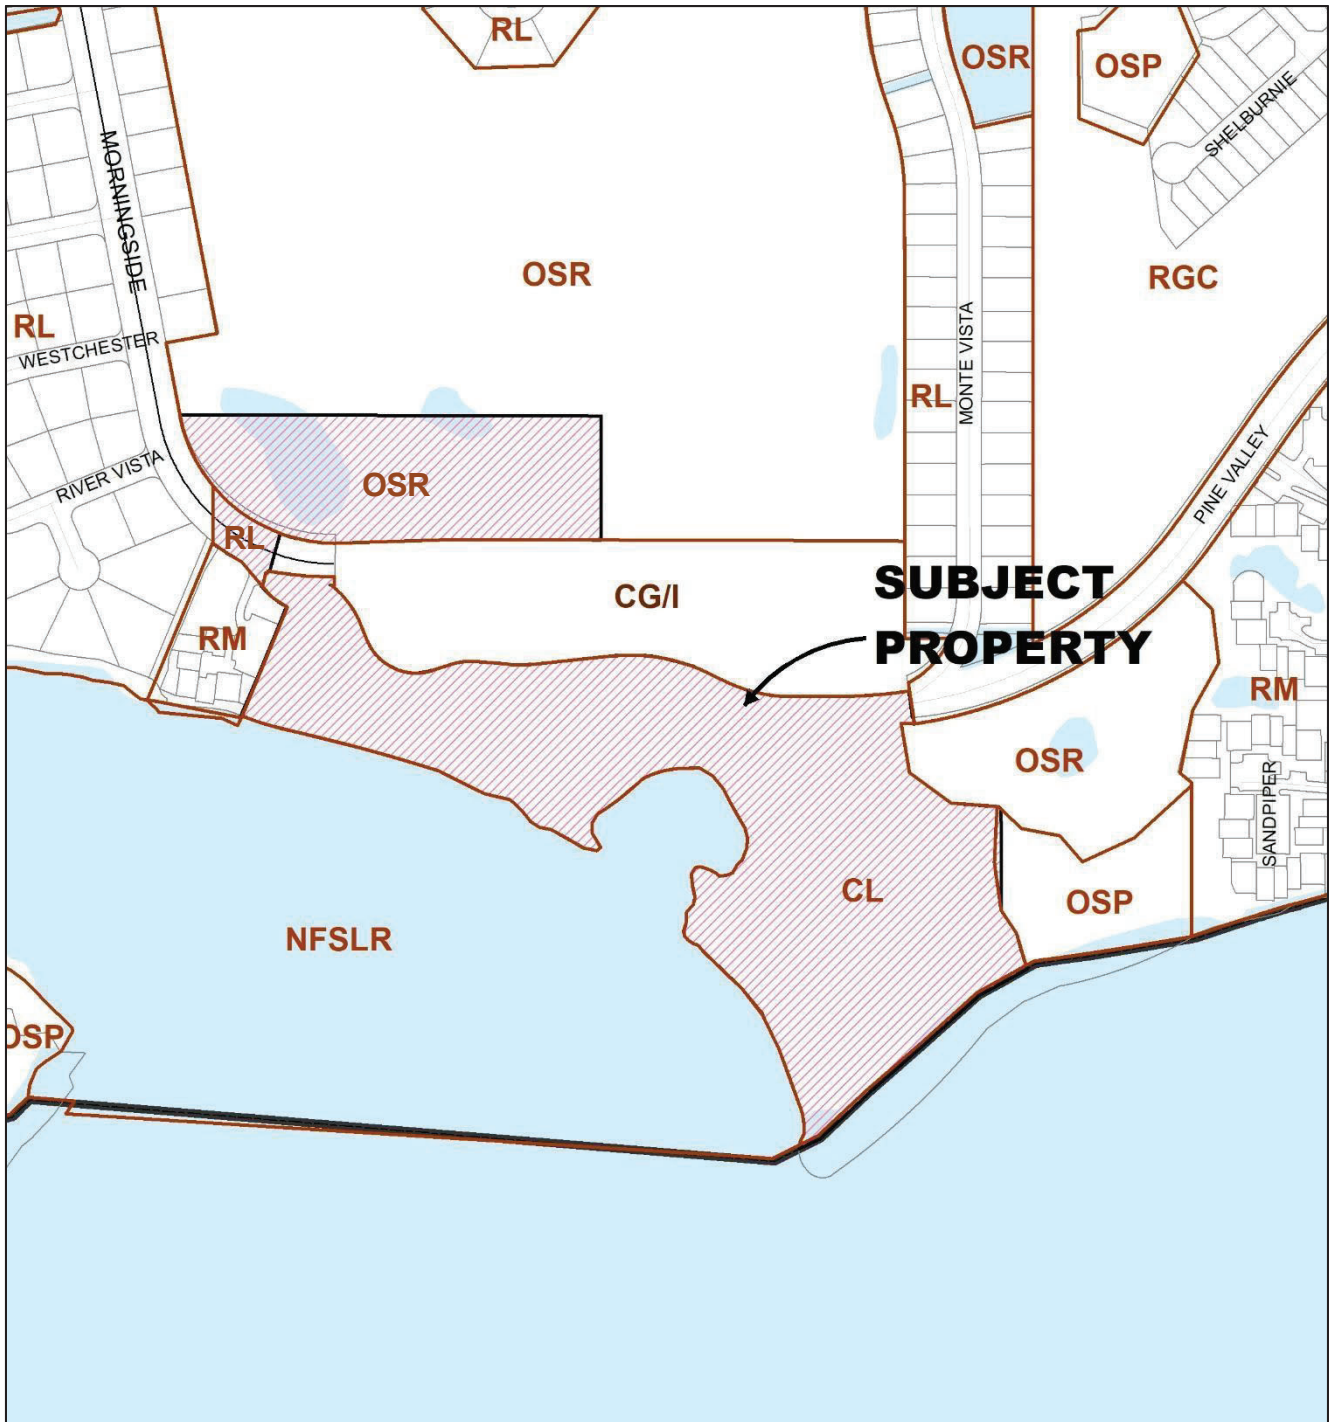 RL
OSR
OSP
SHELBURNIE
MORNINGSIDE
OSR
RGC
RL
WESTCHESTER
MONTE VISTA
RL
PINE VALLEY
RIVER VISTA
OSR
RL
SUBJECT
PROPERTY
CG/I
RM
RM
OSR
SANDPIPER
CL
OSP
NFSLR
OSP